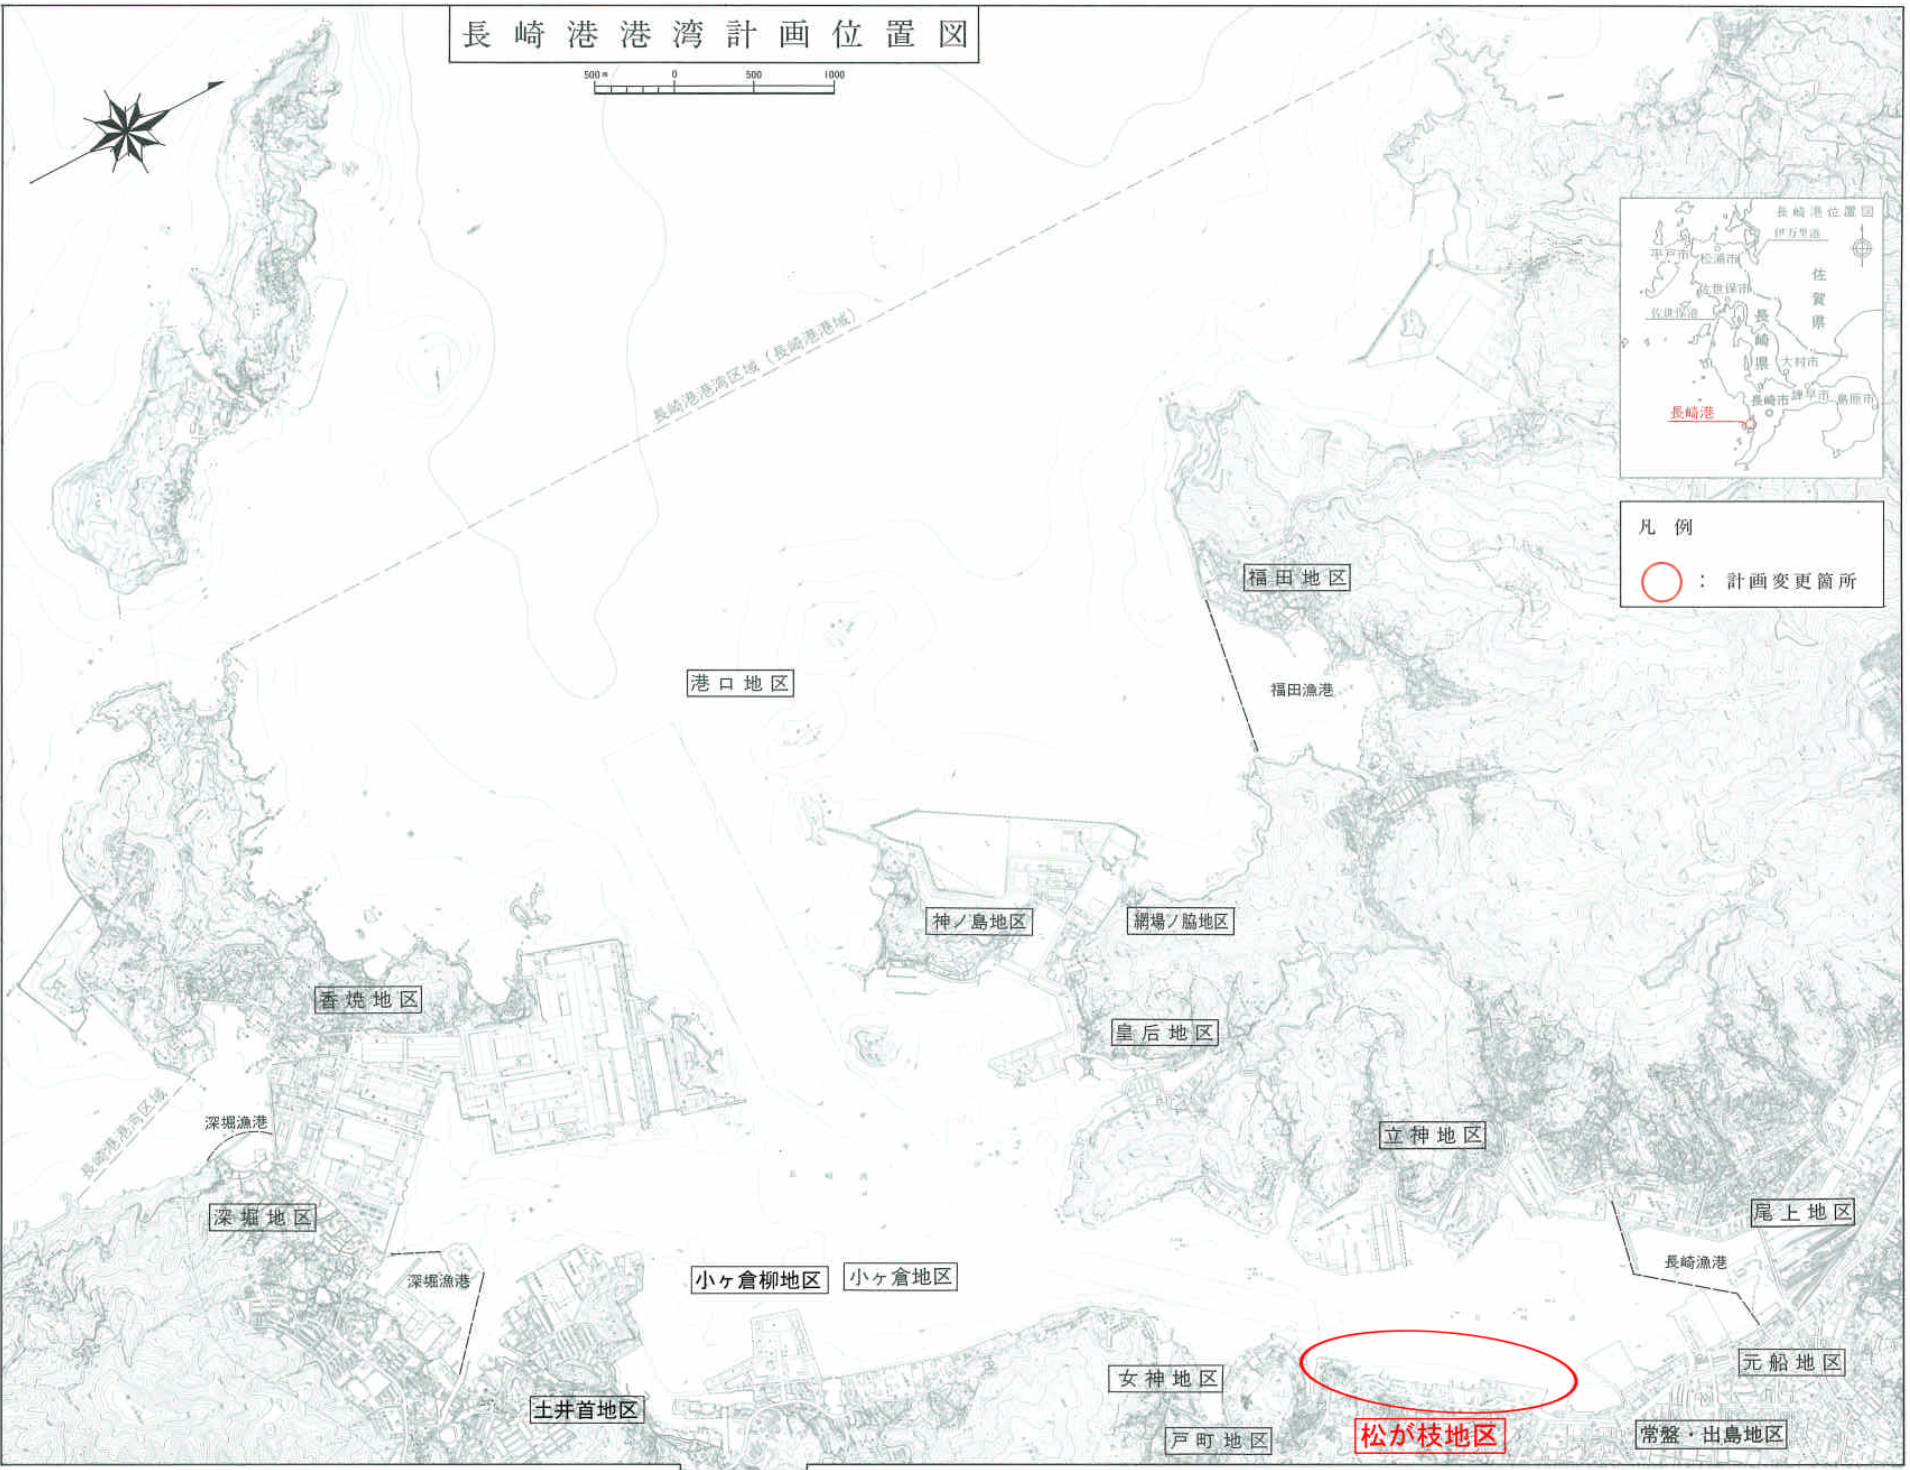 長崎港港湾計画位置図
500m 0 500 1000
長崎港位置図
伊万里港
平戸市
松浦市
佐賀県
佐世保市
佐世保港
長崎県
大村市
長崎市
諫早市
島原市
長崎港
長崎港港湾区域（長崎港港域）
凡例
：計画変更箇所
福田地区
港口地区
福田漁港
神ノ島地区
網場ノ脇地区
香焼地区
皇后地区
長崎港港湾区域
深堀漁港
立神地区
深堀地区
尾上地区
長崎漁港
深堀漁港
小ヶ倉柳地区
小ヶ倉地区
元船地区
女神地区
土井首地区
戸町地区
松が枝地区
常盤・出島地区